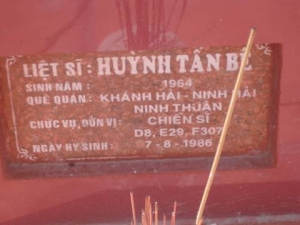 LIỆT SĨ : HUỲNH TẤN BÉ
SINH NĂM : 1964
QUÊ QUÁN : KHÁNH HẢI - NINH HẢI
NINH THUẬN
CHỨC VỤ, ĐƠN VỊ : CHIẾN SĨ
D8, E29, F307
NGÀY HY SINH : 7 - 8 - 1986